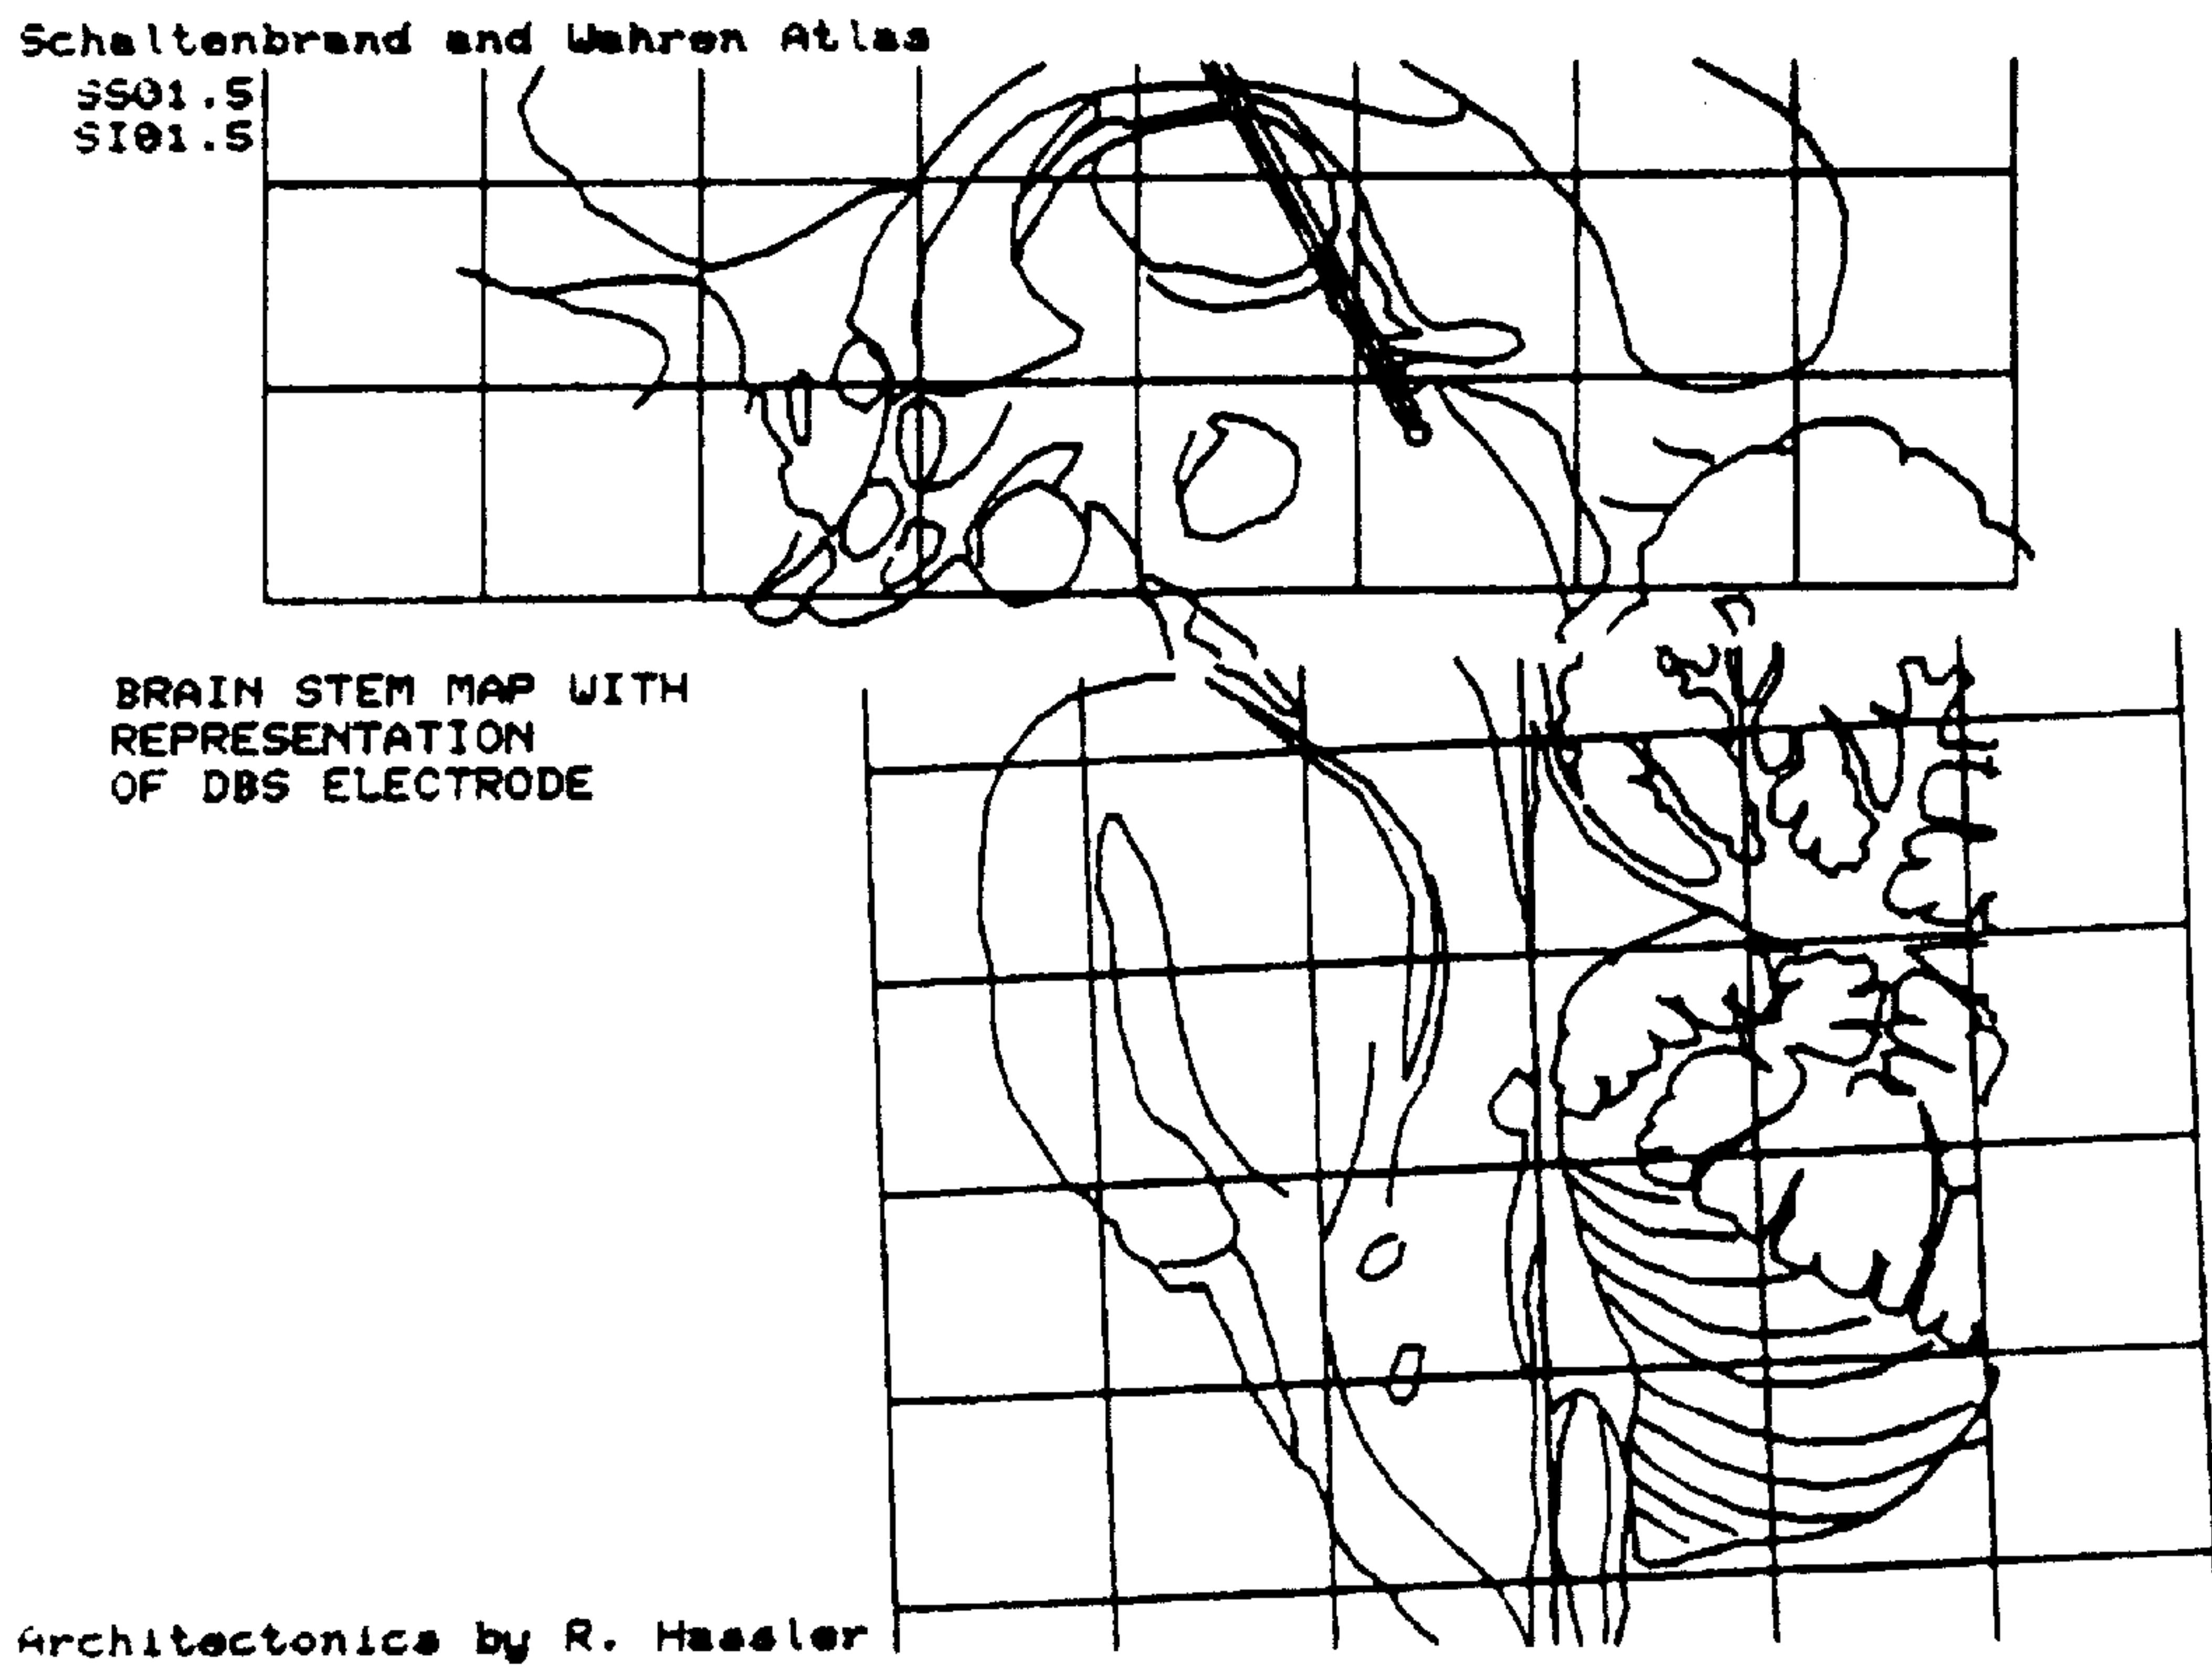 Schaltenbrand and Wahren Atlas
SS01.5
SI01.5
BRAIN STEM MAP WITH
REPRESENTATION
OF DBS ELECTRODE
Architectonics by R. Hassler